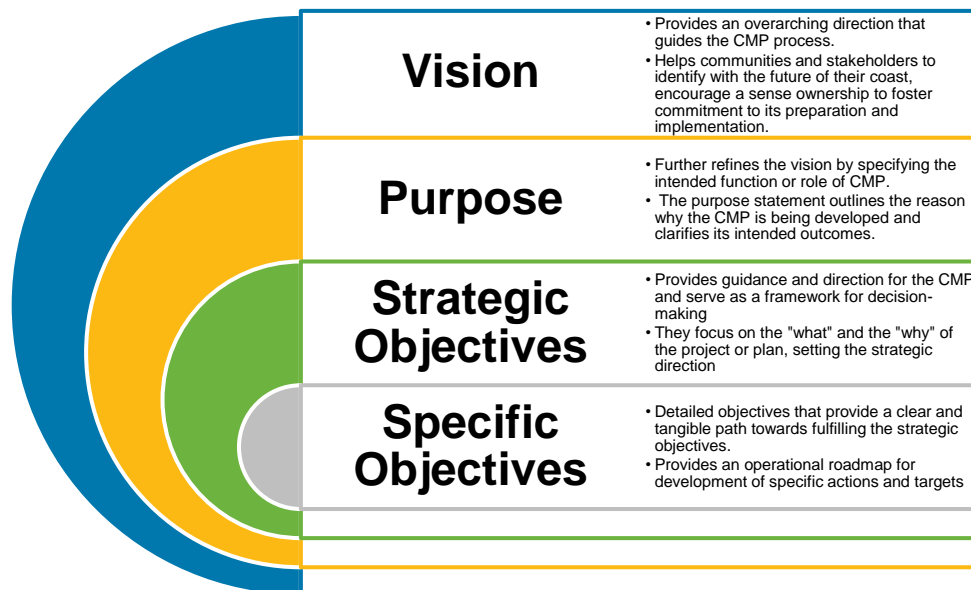 Vision
• Provides an overarching direction that
guides the CMP process.
• Helps communities and stakeholders to
identify with the future of their coast,
encourage a sense ownership to foster
commitment to its preparation and
implementation.
Purpose
• Further refines the vision by specifying the
intended function or role of CMP.
• The purpose statement outlines the reason
why the CMP is being developed and
clarifies its intended outcomes.
Strategic
Objectives
• Provides guidance and direction for the CMP
and serve as a framework for decision-
making
• They focus on the "what" and the "why" of
the project or plan, setting the strategic
direction
Specific
Objectives
• Detailed objectives that provide a clear and
tangible path towards fulfilling the strategic
objectives.
• Provides an operational roadmap for
development of specific actions and targets